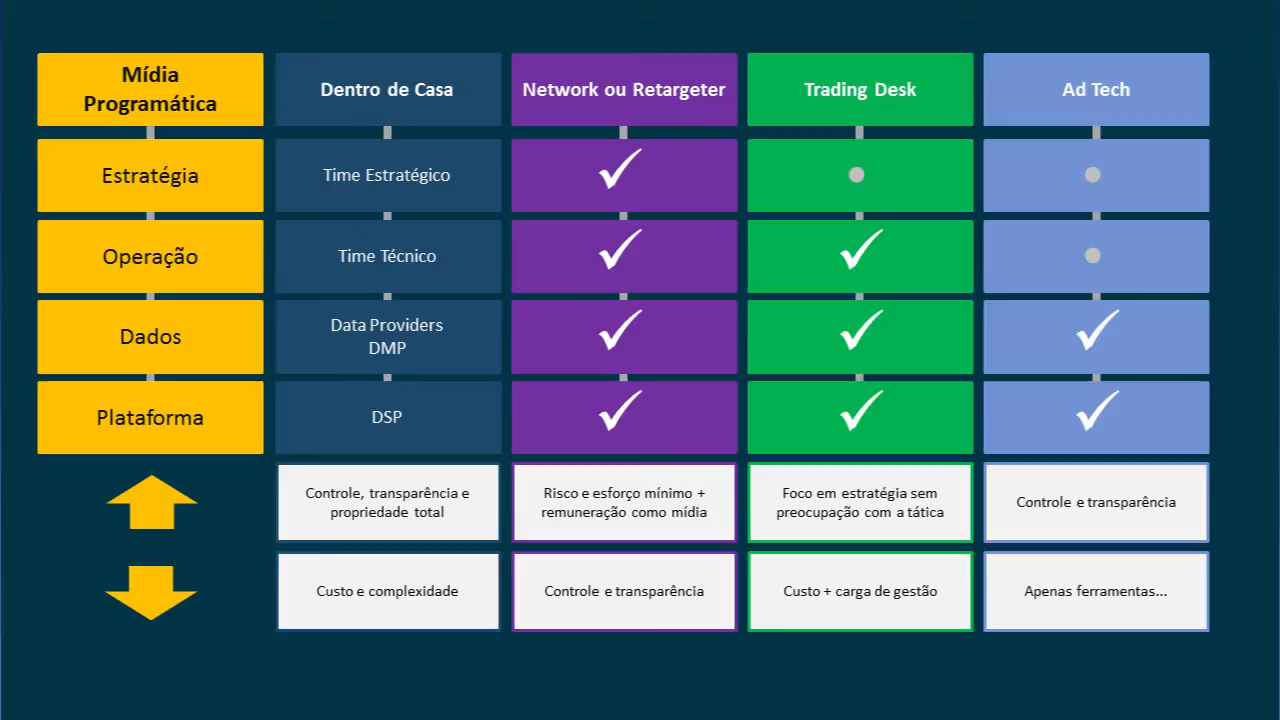 Mídia
Programática
Dentro de Casa
Network ou Retargeter
Trading Desk
Ad Tech
Estratégia
Time Estratégico
Operação
Time Técnico
Dados
Data Providers
DMP
Plataforma
DSP
Controle, transparência e
propriedade total
Risco e esforço mínimo +
remuneração como mídia
Foco em estratégia sem
preocupação com a tática
Controle e transparência
Custo e complexidade
Controle e transparência
Custo + carga de gestão
Apenas ferramentas...